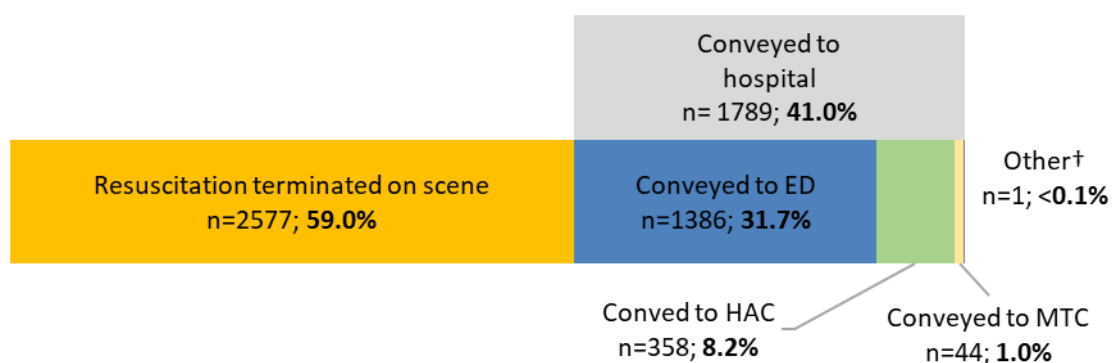 Conveyed to
hospital
n= 1789; 41.0%
Resuscitation terminated on scene
n=2577; 59.0%
Conveyed to ED
n=1386; 31.7%
Other†
n=1; <0.1%
Conved to HAC
n=358; 8.2%
Conveyed to MTC
n=44; 1.0%